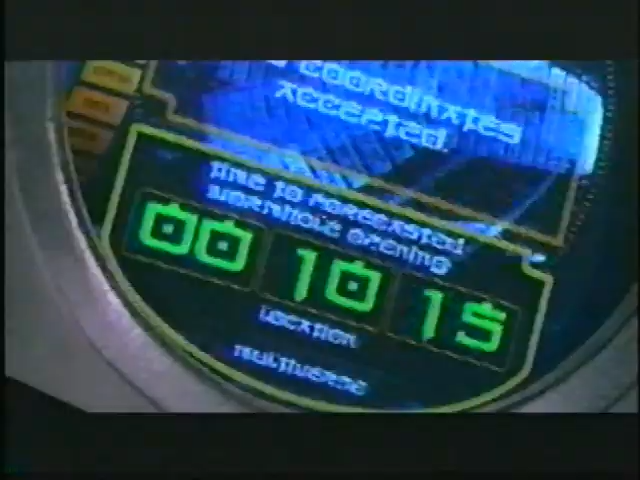 COORDINATES
ACCEPTED
TIME TO FORECASTED
WORMHOLE OPENING
00 10 15
LOCATION
MULTIVERSE